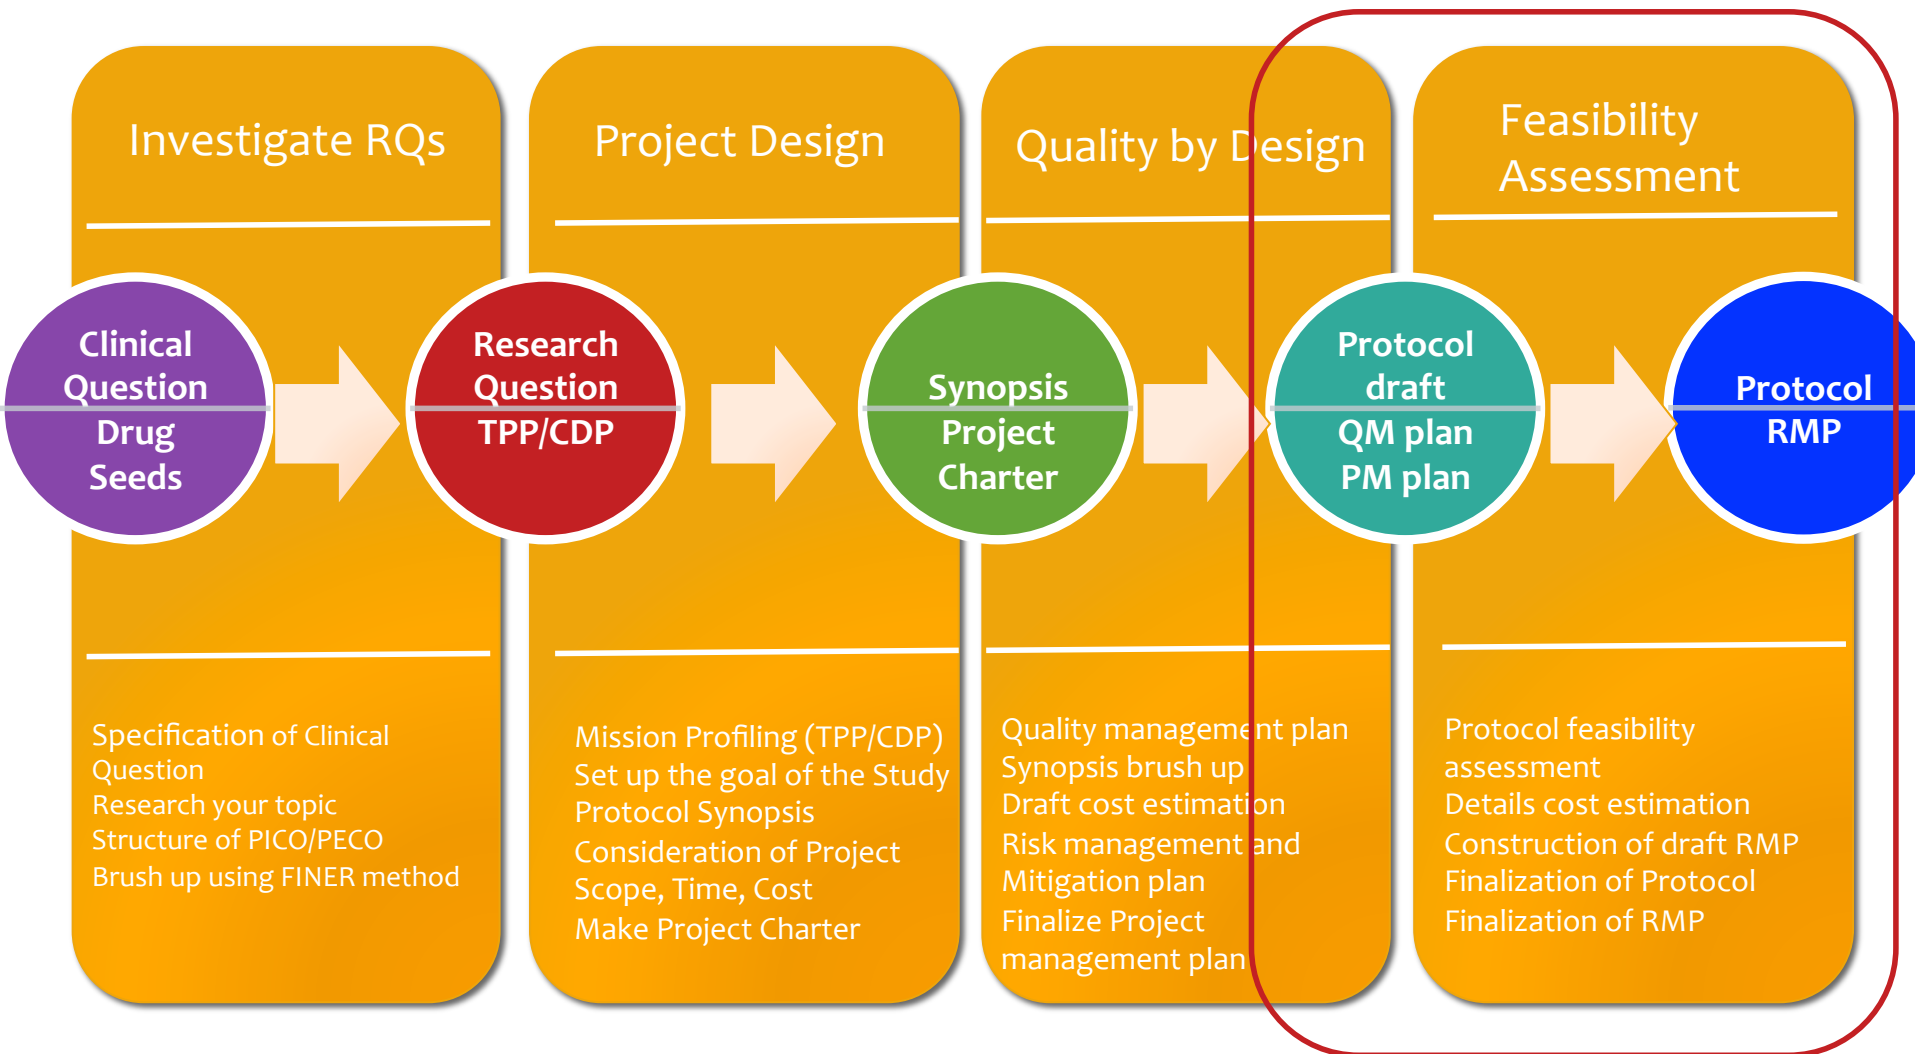 Investigate RQs
Project Design
Quality by Design
Feasibility
Assessment
Clinical
Question
Drug
Seeds
Research
Question
TPP/CDP
Synopsis
Project
Charter
Protocol
draft
QM plan
PM plan
Protocol
RMP
Specification of Clinical
Question
Research your topic
Structure of PICO/PECO
Brush up using FINER method
Mission Profiling (TPP/CDP)
Set up the goal of the Study
Protocol Synopsis
Consideration of Project
Scope, Time, Cost
Make Project Charter
Quality management plan
Synopsis brush up
Draft cost estimation
Risk management and
Mitigation plan
Finalize Project
management plan
Protocol feasibility
assessment
Details cost estimation
Construction of draft RMP
Finalization of Protocol
Finalization of RMP